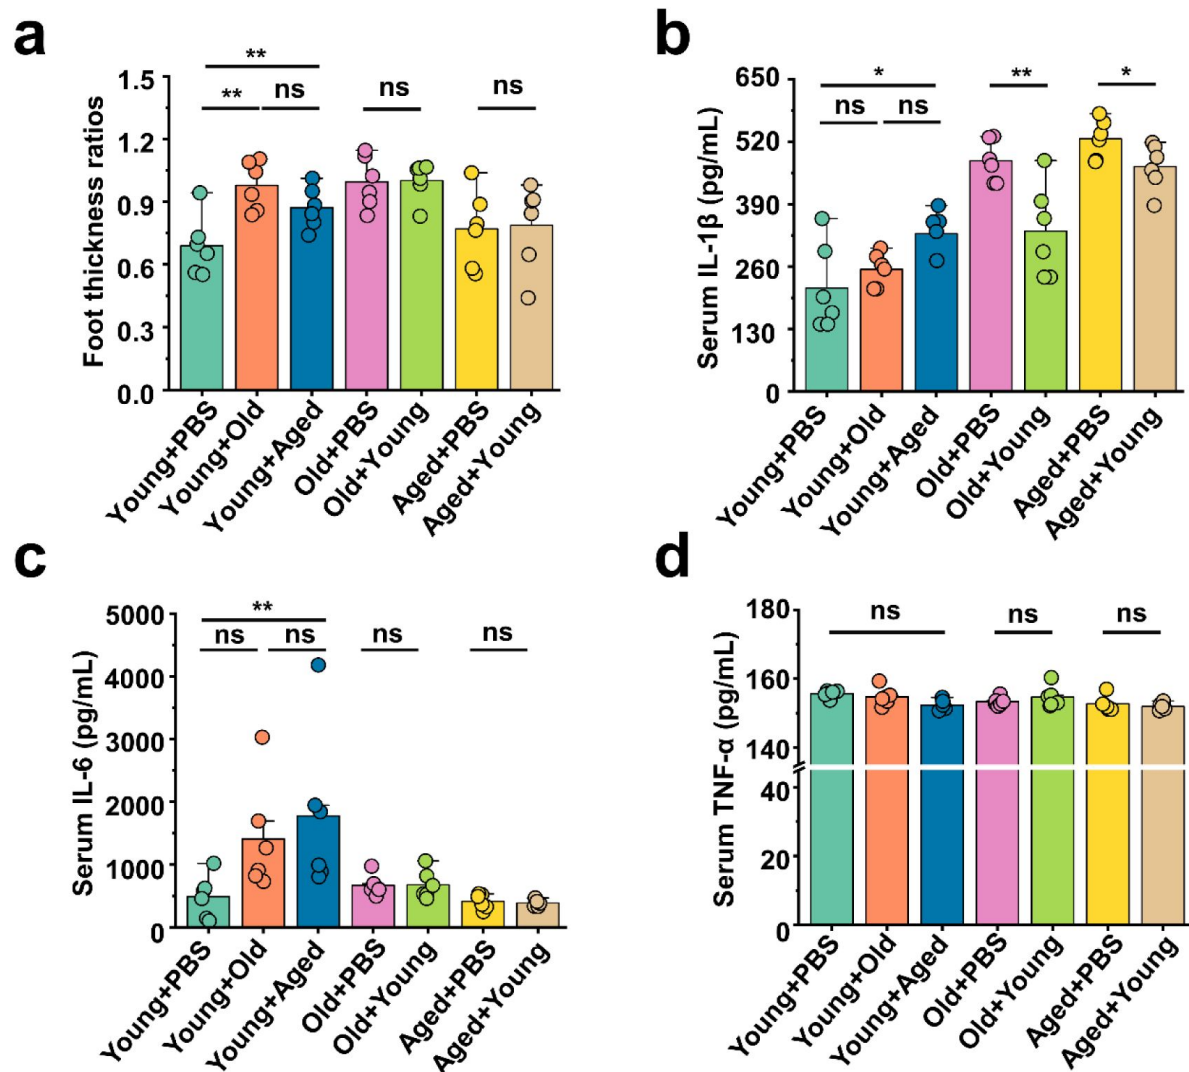 a
**
** ns ns ns
1.5
1.2
0.9
0.6
0.3
0.0
Foot thickness ratios
Young+PBS
Young+Old
Young+Aged
Old+PBS
Old+Young
Aged+PBS
Aged+Young
b
* ** *
ns ns
650
520
390
260
130
0
Serum IL-1β (pg/mL)
Young+PBS
Young+Old
Young+Aged
Old+PBS
Old+Young
Aged+PBS
Aged+Young
c
**
ns ns ns ns
5000
4000
3000
2000
1000
0
Serum IL-6 (pg/mL)
Young+PBS
Young+Old
Young+Aged
Old+PBS
Old+Young
Aged+PBS
Aged+Young
d
ns ns ns
180
160
140
40
20
0
Serum TNF-α (pg/mL)
Young+PBS
Young+Old
Young+Aged
Old+PBS
Old+Young
Aged+PBS
Aged+Young